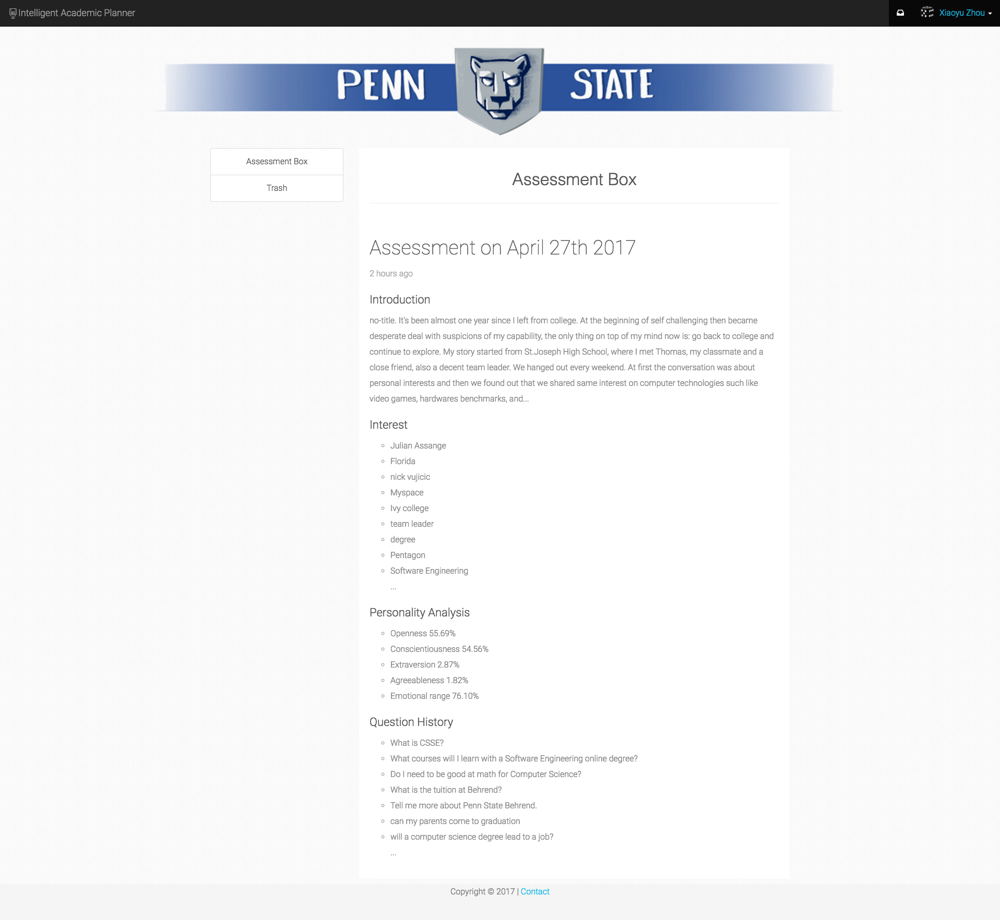 Intelligent Academic Planner
Xiaoyu Zhou
PENN STATE
Assessment Box
Trash
Assessment Box
Assessment on April 27th 2017
2 hours ago
Introduction
no-title. It's been almost one year since I left from college. At the beginning of self challenging then became
desperate deal with suspicions of my capability, the only thing on top of my mind now is: go back to college and
continue to explore. My story started from St.Joseph High School, where I met Thomas, my classmate and a
close friend, also a decent team leader. We hanged out every weekend. At first the conversation was about
personal interests and then we found out that we shared same interest on computer technologies such like
video games, hardwares benchmarks, and...
Interest
Julian Assange
Florida
nick vujicic
Myspace
Ivy college
team leader
degree
Pentagon
Software Engineering
...
Personality Analysis
Openness 55.69%
Conscientiousness 54.56%
Extraversion 2.87%
Agreeableness 1.82%
Emotional range 76.10%
Question History
What is CSSE?
What courses will I learn with a Software Engineering online degree?
Do I need to be good at math for Computer Science?
What is the tuition at Behrend?
Tell me more about Penn State Behrend.
can my parents come to graduation
will a computer science degree lead to a job?
...
Copyright © 2017 | Contact